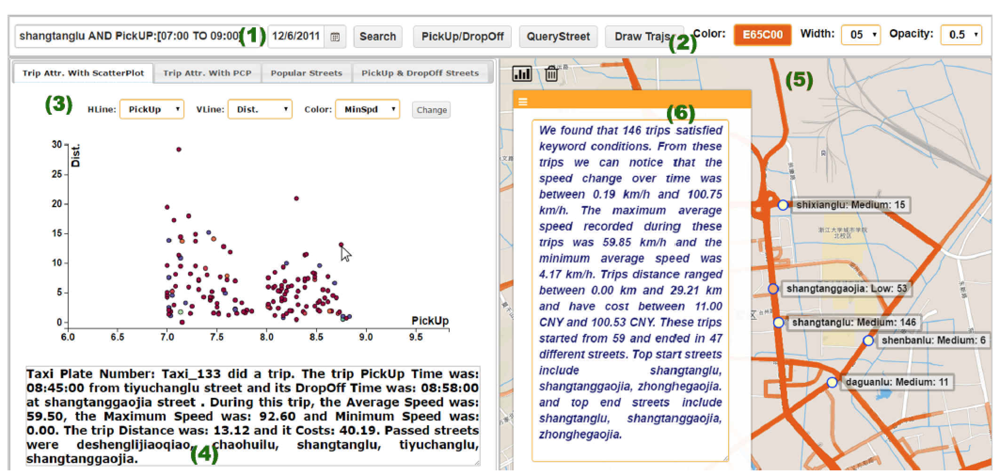 shangtanglu AND PickUP:[07:00 TO 09:00] (1) 12/6/2011 Search PickUp/DropOff QueryStreet Draw Trajs (2) Color: E65C00 Width: 05 Opacity: 0.5
Trip Attr. With ScatterPlot Trip Attr. With PCP Popular Streets PickUp & DropOff Streets
(3) HLine: PickUp VLine: Dist. Color: MinSpd Change
Dist.
30
25
20
15
10
5
0
PickUp
6.0 6.5 7.0 7.5 8.0 8.5 9.0 9.5
Taxi Plate Number: Taxi_133 did a trip. The trip PickUp Time was:
08:45:00 from tiyuchanglu street and its DropOff Time was: 08:58:00
at shangtanggaojia street . During this trip, the Average Speed was:
59.50, the Maximum Speed was: 92.60 and Minimum Speed was:
0.00. The trip Distance was: 13.12 and it Costs: 40.19. Passed streets
were deshenglijiaoqiao, chaohuilu, shangtanglu, tiyuchanglu,
shangtanggaojia.
(4)
(5)
(6)
We found that 146 trips satisfied
keyword conditions. From these
trips we can notice that the
speed change over time was
between 0.19 km/h and 100.75
km/h. The maximum average
speed recorded during these
trips was 59.85 km/h and the
minimum average speed was
4.17 km/h. Trips distance ranged
between 0.00 km and 29.21 km
and have cost between 11.00
CNY and 100.53 CNY. These trips
started from 59 and ended in 47
different streets. Top start streets
include shangtanglu,
shangtanggaojia, zhonghegaojia.
and top end streets include
shangtanglu, shangtanggaojia,
zhonghegaojia.
shixianglu: Medium: 15
浙江大学城市学院
北校区
shangtanggaojia: Low: 53
shangtanglu: Medium: 146
shenbanlu: Medium: 6
daguanlu: Medium: 11